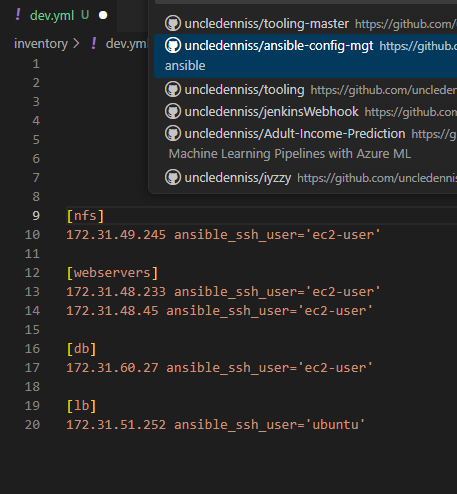 ! dev.yml U
uncledenniss/tooling-master https://github.com/
uncledenniss/ansible-config-mgt https://github.co
ansible
uncledenniss/tooling https://github.com/uncleden
uncledenniss/jenkinsWebhook https://github.com/
uncledenniss/Adult-Income-Prediction https://g
Machine Learning Pipelines with Azure ML
uncledenniss/iyzzy https://github.com/uncledennis
inventory > ! dev.yml
1
2
3
4
5
6
7
8
9 [nfs]
10 172.31.49.245 ansible_ssh_user='ec2-user'
11
12 [webservers]
13 172.31.48.233 ansible_ssh_user='ec2-user'
14 172.31.48.45 ansible_ssh_user='ec2-user'
15
16 [db]
17 172.31.60.27 ansible_ssh_user='ec2-user'
18
19 [lb]
20 172.31.51.252 ansible_ssh_user='ubuntu'